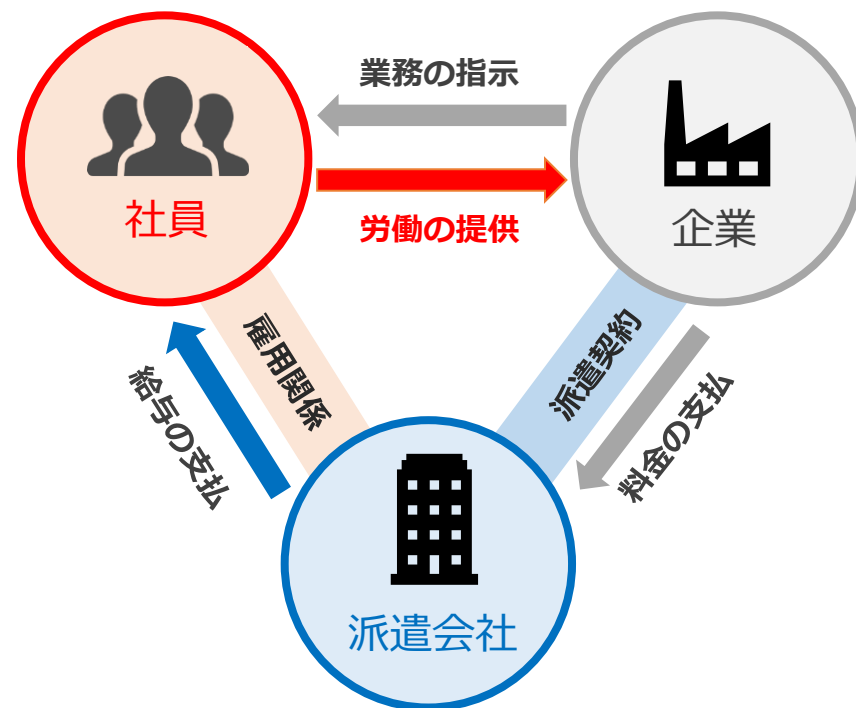 業務の指示
社員
企業
労働の提供
雇用関係
派遣契約
給与の支払
料金の支払
派遣会社